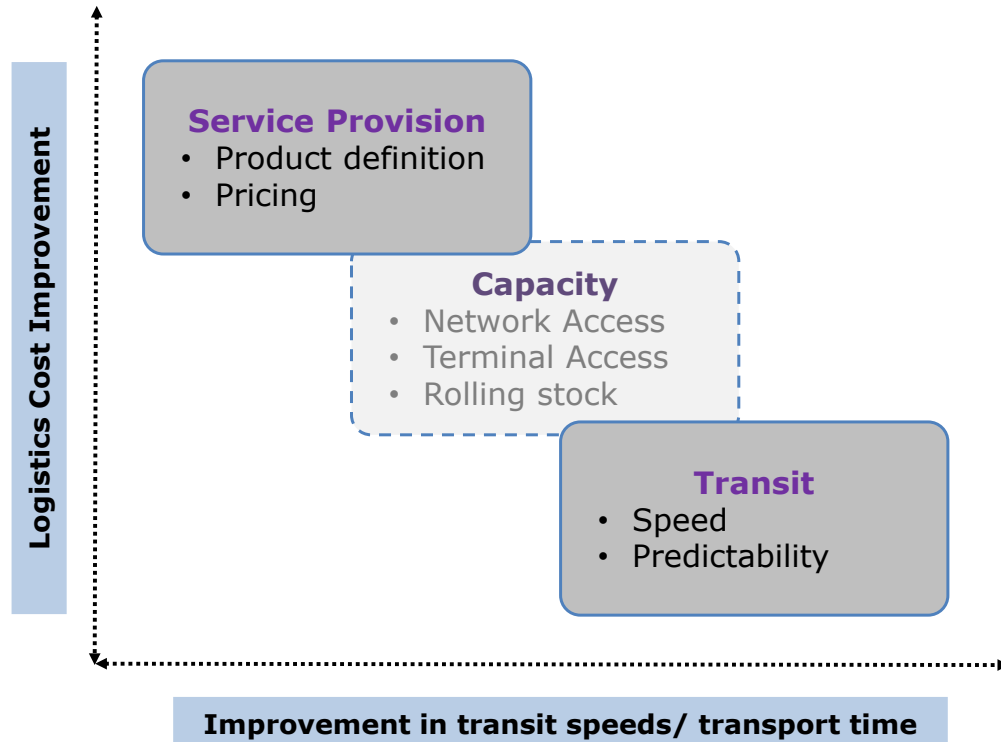 Logistics Cost Improvement
Service Provision
• Product definition
• Pricing
Capacity
• Network Access
• Terminal Access
• Rolling stock
Transit
• Speed
• Predictability
Improvement in transit speeds/ transport time